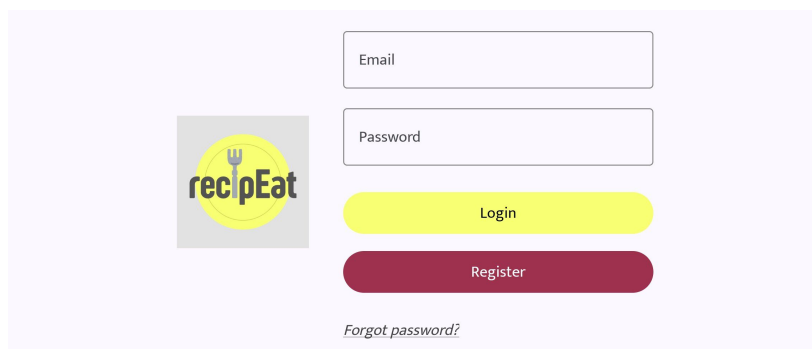 Email
Password
recipEat
Login
Register
Forgot password?